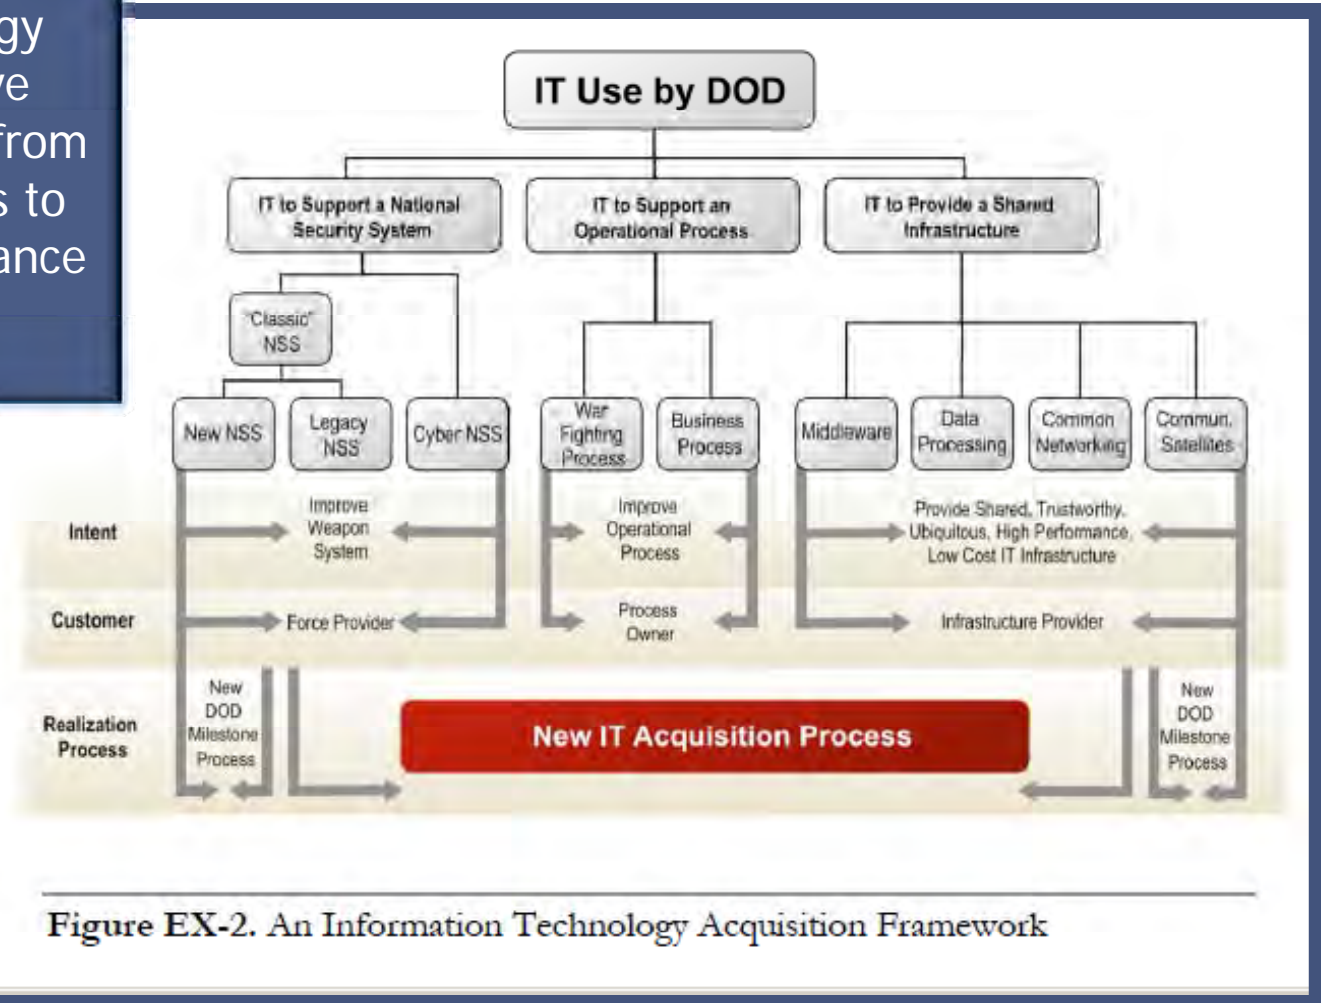 gy
ve
from
s to
ance
IT Use by DOD
IT to Support a National
Security System
IT to Support an
Operational Process
IT to Provide a Shared
Infrastructure
"Classic"
NSS
New NSS
Legacy
NSS
Cyber NSS
War
Fighting
Process
Business
Process
Middleware
Data
Processing
Common
Networking
Commun.
Satellites
Intent
Improve
Weapon
System
Improve
Operational
Process
Provide Shared, Trustworthy,
Ubiquitous, High Performance,
Low Cost IT Infrastructure
Customer
Force Provider
Process
Owner
Infrastructure Provider
Realization
Process
New
DOD
Milestone
Process
New IT Acquisition Process
New
DOD
Milestone
Process
Figure EX-2. An Information Technology Acquisition Framework